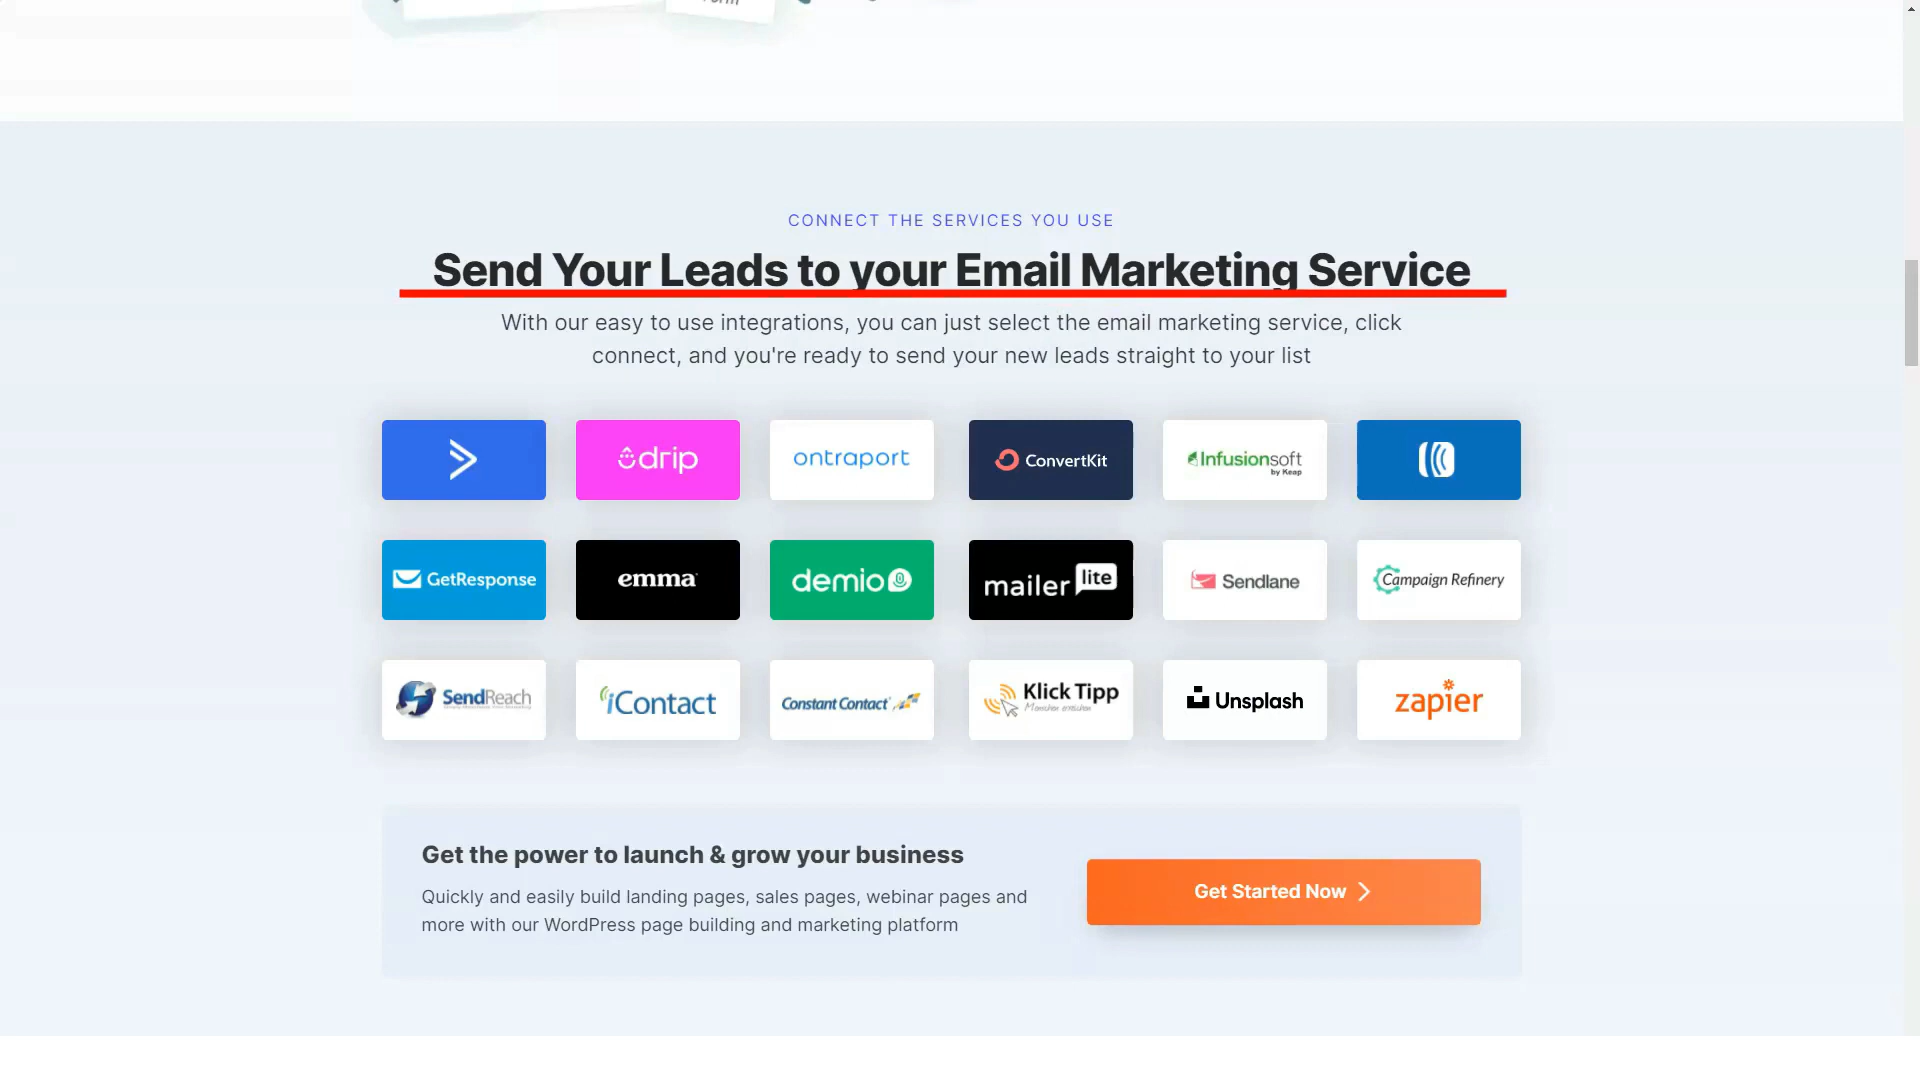 CONNECT THE SERVICES YOU USE
Send Your Leads to your Email Marketing Service
With our easy to use integrations, you can just select the email marketing service, click
connect, and you're ready to send your new leads straight to your list
drip
ontraport
ConvertKit
Infusionsoft
by Keap
GetResponse
emma
demio
mailer lite
Sendlane
Campaign Refinery
SendReach
iContact
Constant Contact
Klick Tipp
Menschen erreichen
Unsplash
zapier
Get the power to launch & grow your business
Quickly and easily build landing pages, sales pages, webinar pages and
more with our WordPress page building and marketing platform
Get Started Now